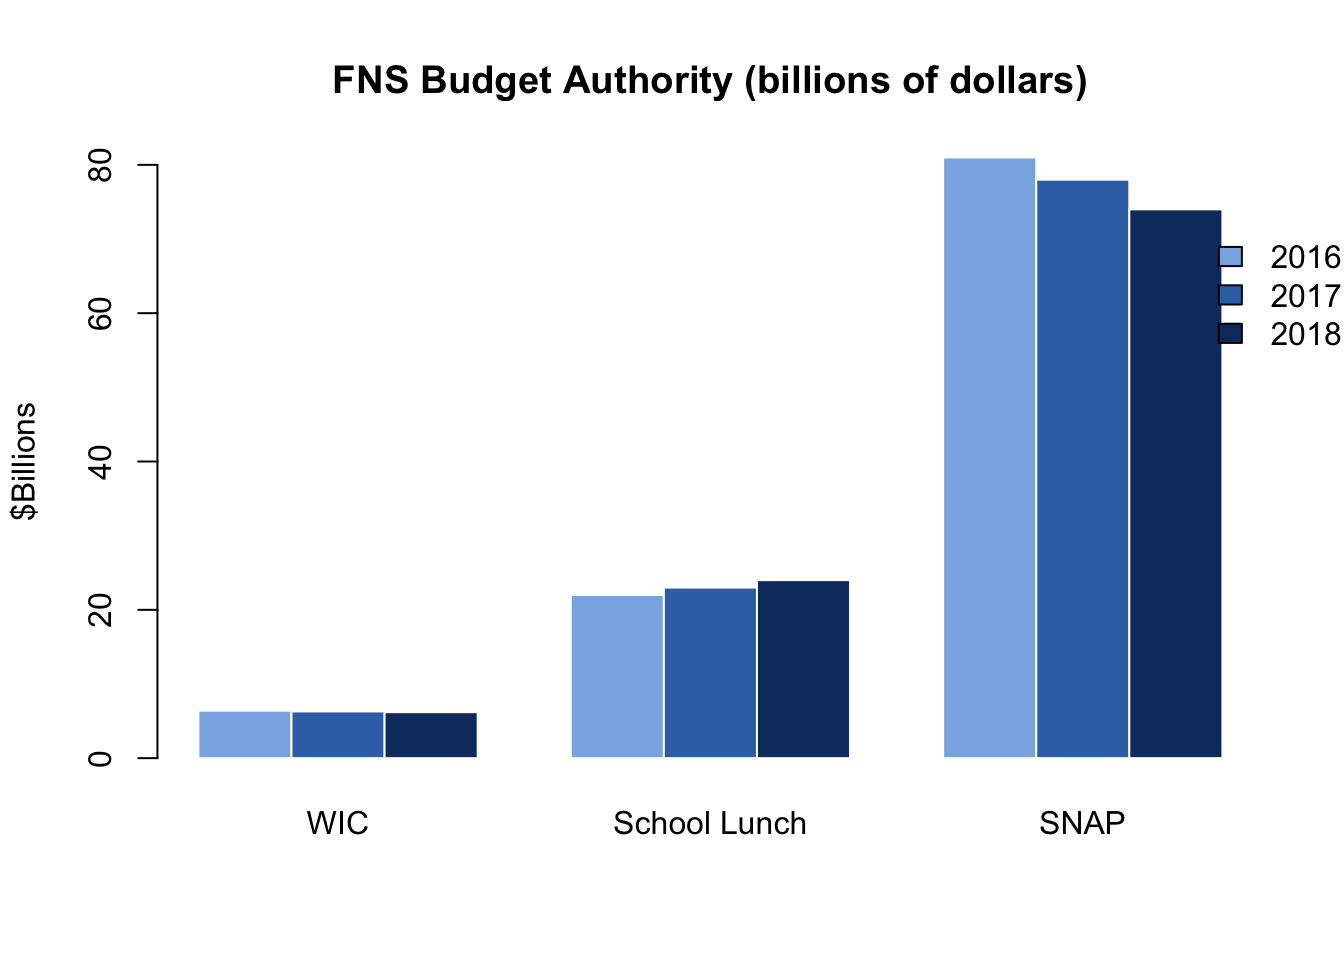 FNS Budget Authority (billions of dollars)
80
60
40
20
0
$Billions
2016
2017
2018
WIC
School Lunch
SNAP